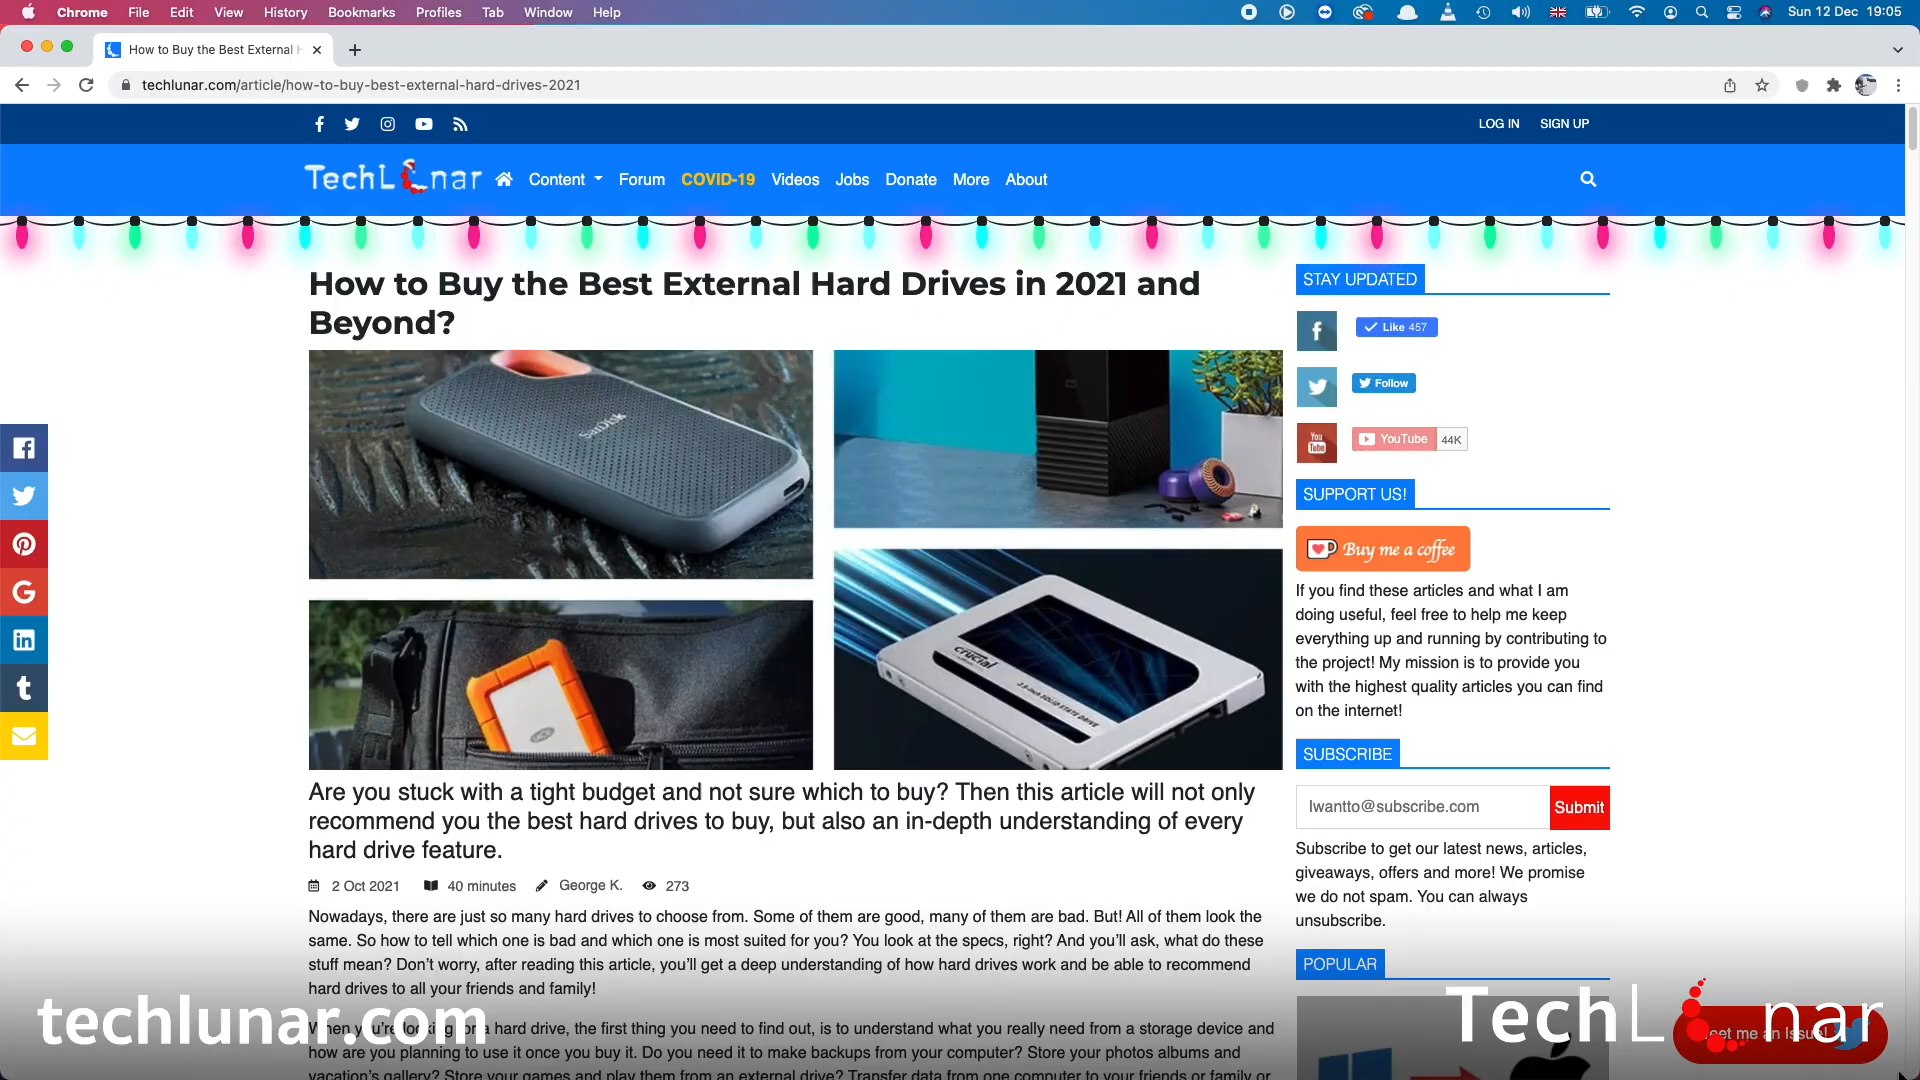 Chrome File Edit View History Bookmarks Profiles Tab Window Help Sun 12 Dec 19:05
How to Buy the Best External H
techlunar.com/article/how-to-buy-best-external-hard-drives-2021
LOG IN SIGN UP
TechLunar Content Forum COVID-19 Videos Jobs Donate More About
How to Buy the Best External Hard Drives in 2021 and
Beyond?
SanDisk
crucial
2.5-INCH SOLID STATE DRIVE
Are you stuck with a tight budget and not sure which to buy? Then this article will not only
recommend you the best hard drives to buy, but also an in-depth understanding of every
hard drive feature.
2 Oct 2021 40 minutes George K. 273
Nowadays, there are just so many hard drives to choose from. Some of them are good, many of them are bad. But! All of them look the
same. So how to tell which one is bad and which one is most suited for you? You look at the specs, right? And you'll ask, what do these
stuff mean? Don't worry, after reading this article, you'll get a deep understanding of how hard drives work and be able to recommend
hard drives to all your friends and family!
When you're looking for a hard drive, the first thing you need to find out, is to understand what you really need from a storage device and
how are you planning to use it once you buy it. Do you need it to make backups from your computer? Store your photos albums and
vacation's gallery? Store your games and play them from an external drive? Transfer data from one computer to your friends or family or
STAY UPDATED
Like 457
Follow
You Tube YouTube 44K
SUPPORT US!
Buy me a coffee
If you find these articles and what I am
doing useful, feel free to help me keep
everything up and running by contributing to
the project! My mission is to provide you
with the highest quality articles you can find
on the internet!
SUBSCRIBE
Iwantto@subscribe.com Submit
Subscribe to get our latest news, articles,
giveaways, offers and more! We promise
we do not spam. You can always
unsubscribe.
POPULAR
techlunar.com
TechLunar
me an Issue!